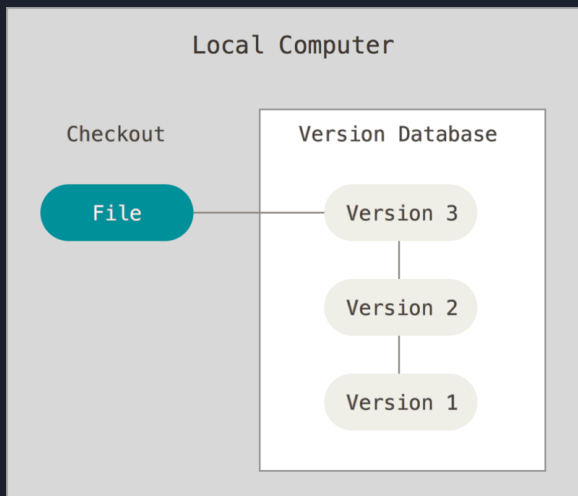 Local Computer
Checkout
Version Database
File
Version 3
Version 2
Version 1